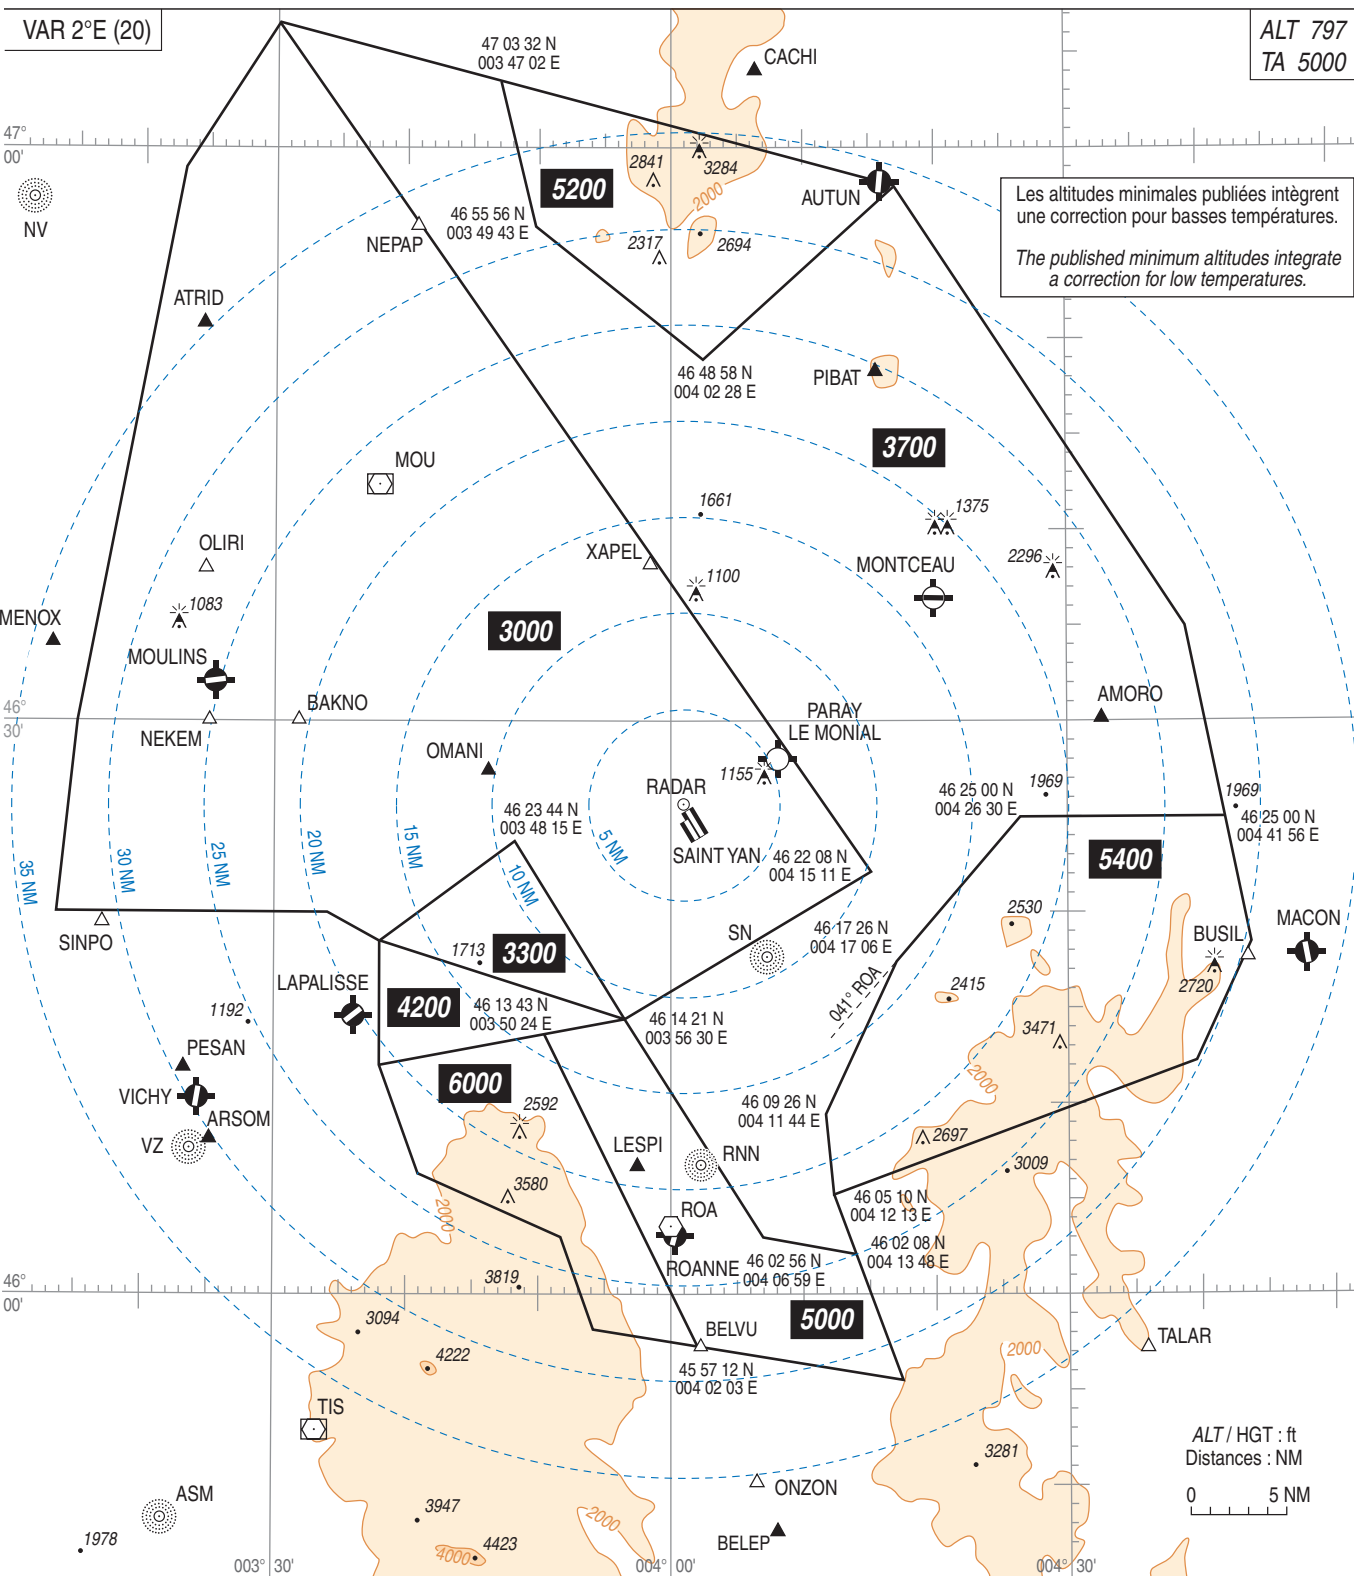 VAR 2°E (20)
ALT 797
TA 5000
47 03 32 N
003 47 02 E
CACHI
47°
00'
NV
2841
3284
5200
2000
AUTUN
Les altitudes minimales publiées intègrent
une correction pour basses températures.
The published minimum altitudes integrate
a correction for low temperatures.
46 55 56 N
003 49 43 E
NEPAP
2317
2694
ATRID
46 48 58 N
004 02 28 E
PIBAT
3700
MOU
1661
1375
OLIRI
XAPEL
1100
MONTCEAU
2296
1083
MENOX
3000
MOULINS
46°
30'
NEKEM
BAKNO
AMORO
PARAY
LE MONIAL
OMANI
1155
RADAR
46 25 00 N
004 26 30 E
1969
1969
46 25 00 N
004 41 56 E
46 23 44 N
003 48 15 E
SAINT YAN
46 22 08 N
004 15 11 E
5400
35 NM
30 NM
25 NM
20 NM
15 NM
10 NM
5 NM
SINPO
2530
46 17 26 N
004 17 06 E
SN
BUSIL
MACON
1713
3300
LAPALISSE
4200
46 13 43 N
003 50 24 E
46 14 21 N
003 56 30 E
041° ROA
2415
2720
1192
3471
PESAN
6000
2000
VICHY
2592
46 09 26 N
004 11 44 E
ARSOM
VZ
LESPI
RNN
2697
3009
3580
2000
ROA
46 05 10 N
004 12 13 E
46 02 08 N
004 13 48 E
ROANNE
46 02 56 N
004 06 59 E
46°
00'
3819
5000
3094
BELVU
TALAR
2000
4222
45 57 12 N
004 02 03 E
TIS
ALT / HGT : ft
Distances : NM
0 5 NM
3281
ONZON
ASM
3947
2000
1978
BELEP
4000
4423
003° 30'
004° 00'
004° 30'